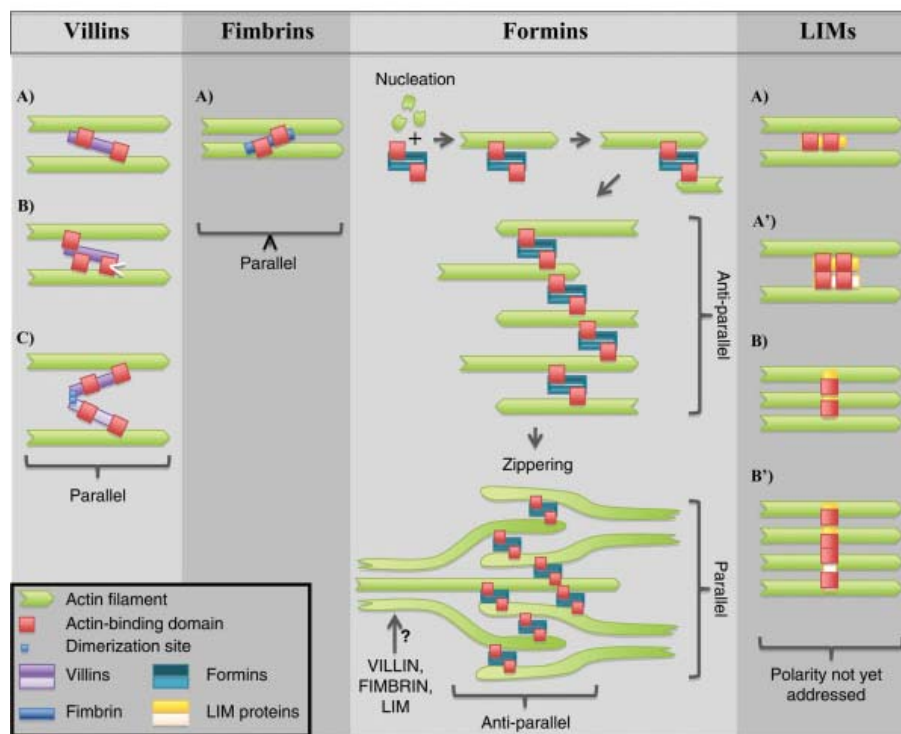 Villins
Fimbrins
Formins
LIMs
A)
B)
C)
Parallel
A)
Parallel
Nucleation
+
Anti-parallel
Zippering
?
VILLIN,
FIMBRIN,
LIM
Parallel
Anti-parallel
A)
A’)
B)
B’)
Polarity not yet
addressed
Actin filament
Actin-binding domain
Dimerization site
Villins
Formins
Fimbrin
LIM proteins